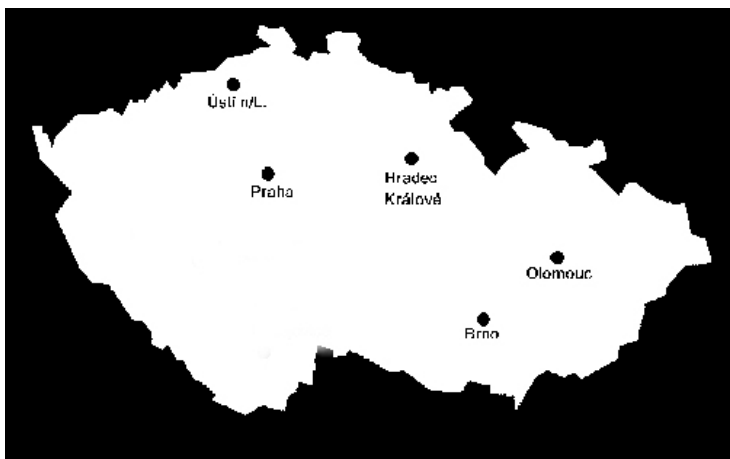 Ústí n/L.
Praha
Hradec
Králové
Olomouc
Brno